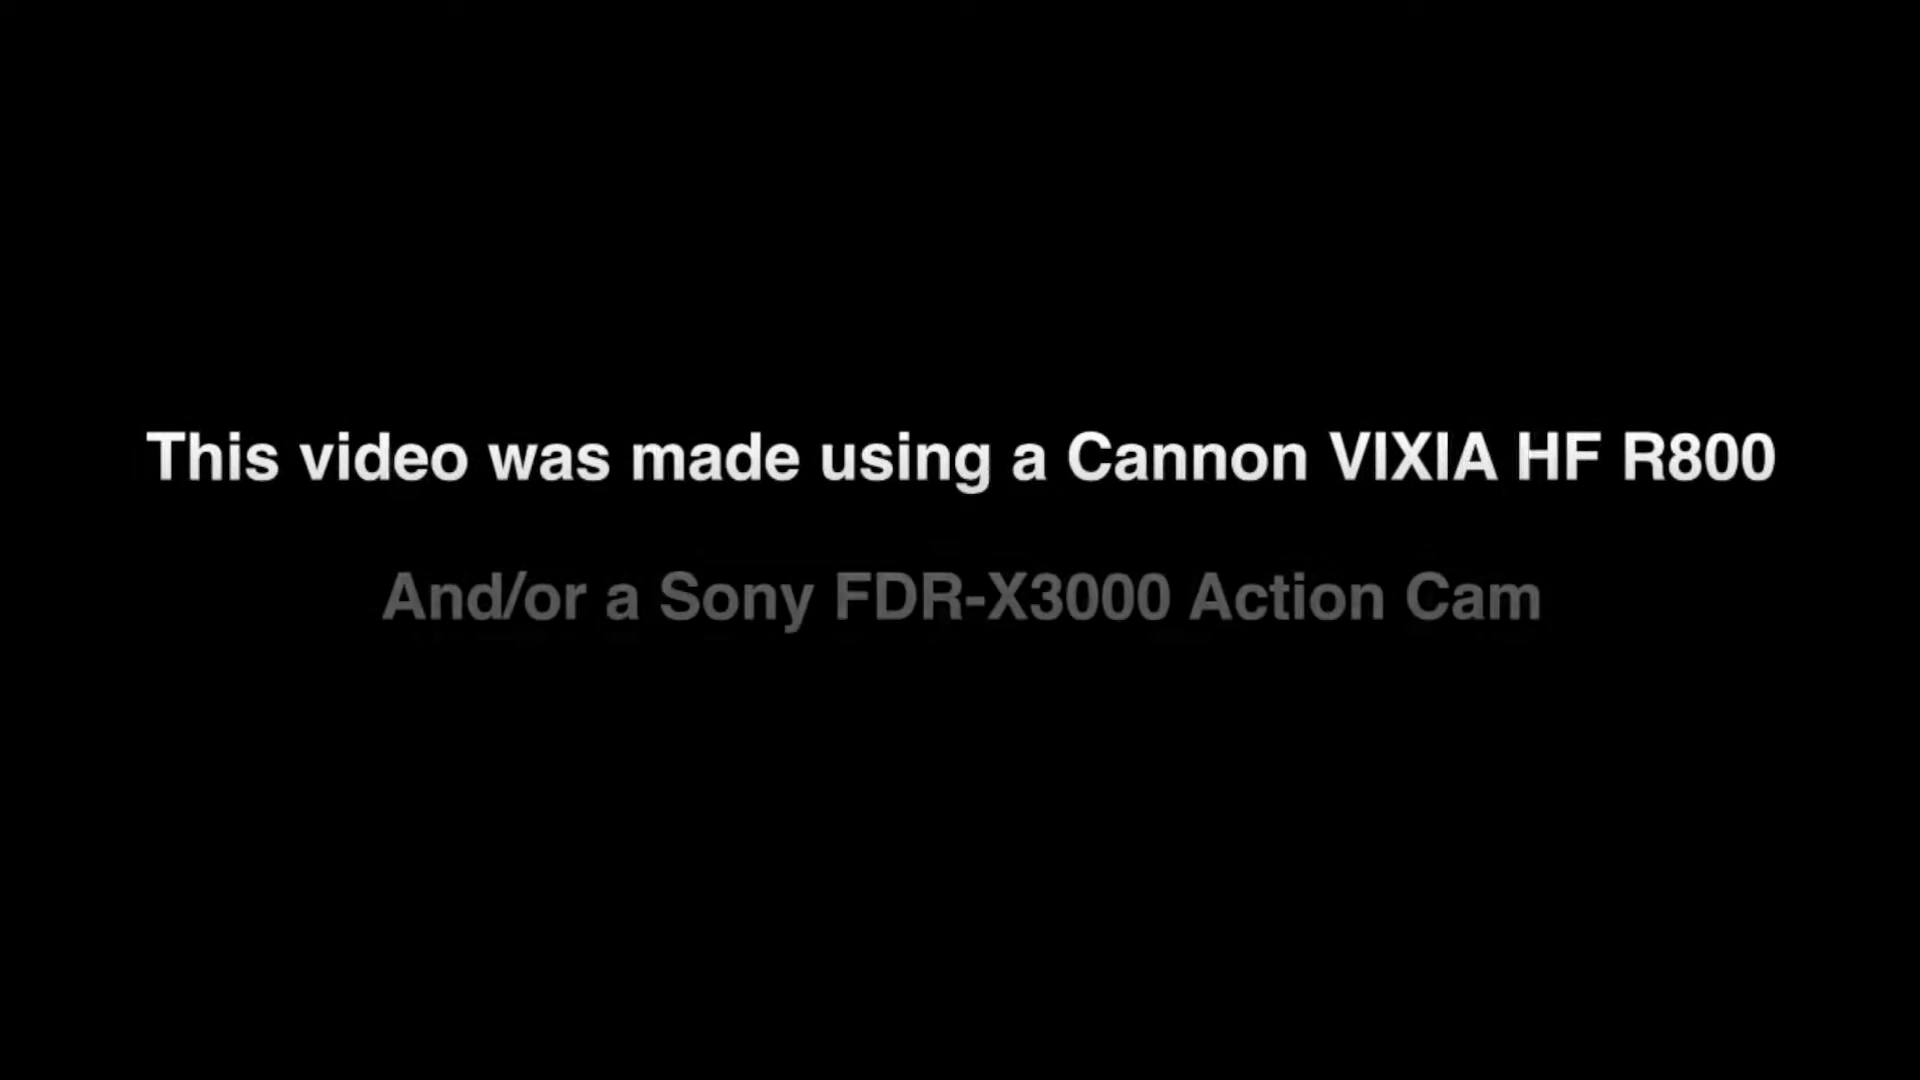 This video was made using a Cannon VIXIA HF R800
And/or a Sony FDR-X3000 Action Cam